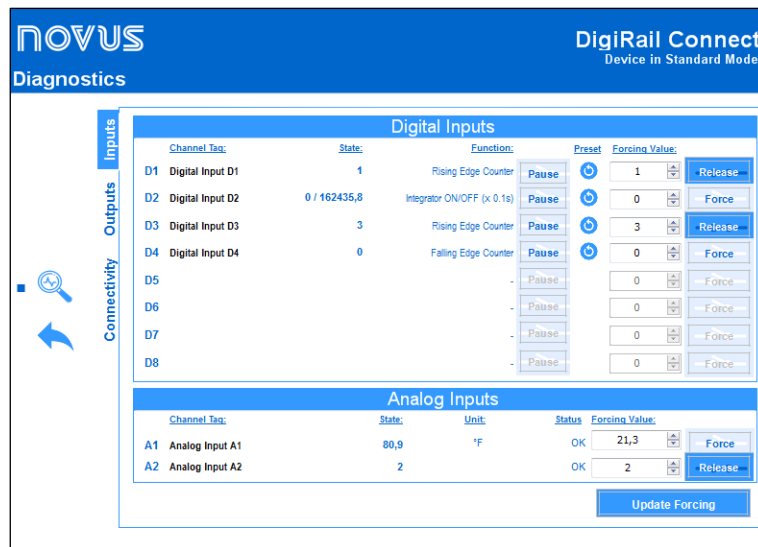 NOVUS
DigiRail Connect
Device in Standard Mode
Diagnostics
Inputs
Outputs
Connectivity
Digital Inputs
Channel Tag: State: Function: Preset Forcing Value:
D1 Digital Input D1 1 Rising Edge Counter Pause 1 Release
D2 Digital Input D2 0 / 162435,8 Integrator ON/OFF (x 0.1s) Pause 0 Force
D3 Digital Input D3 3 Rising Edge Counter Pause 3 Release
D4 Digital Input D4 0 Falling Edge Counter Pause 0 Force
D5 - Pause 0 Force
D6 - Pause 0 Force
D7 - Pause 0 Force
D8 - Pause 0 Force
Analog Inputs
Channel Tag: State: Unit: Status Forcing Value:
A1 Analog Input A1 80,9 °F OK 21,3 Force
A2 Analog Input A2 2 OK 2 Release
Update Forcing